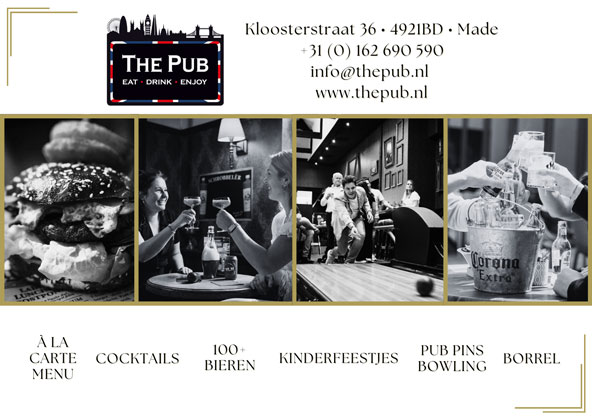 THE PUB
EAT • DRINK • ENJOY
Kloosterstraat 36 • 4921BD • Made
+31 (0) 162 690 590
info@thepub.nl
www.thepub.nl
SCHROBBELÈR
Corona
Extra
À LA
CARTE
MENU
COCKTAILS
100+
BIEREN
KINDERFEESTJES
PUB PINS
BOWLING
BORREL